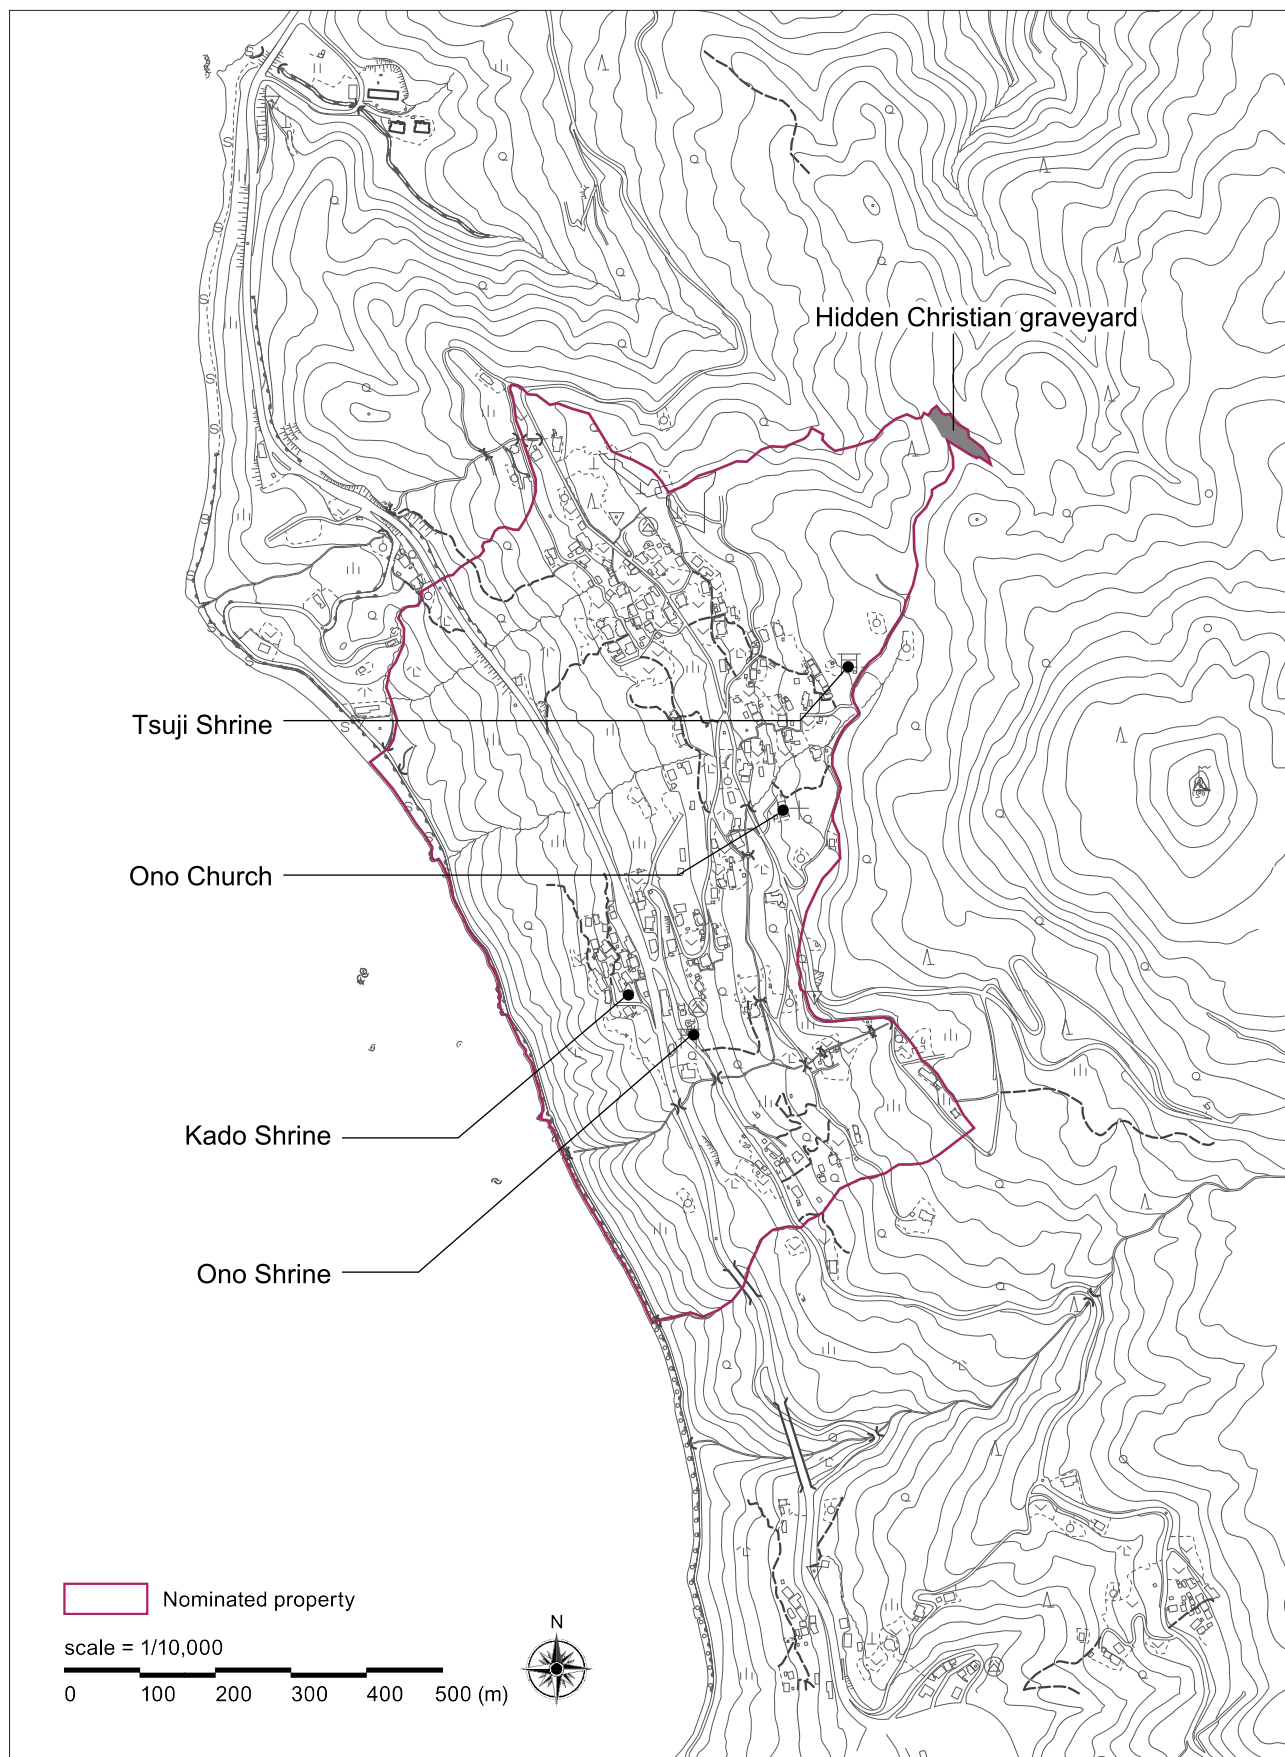 Hidden Christian graveyard
Tsuji Shrine
Ono Church
Kado Shrine
Ono Shrine
Nominated property
scale = 1/10,000
0 100 200 300 400 500 (m)
N